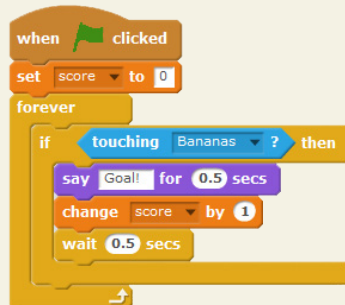 when clicked
set score to 0
forever
if touching Bananas ? then
say Goal! for 0.5 secs
change score by 1
wait 0.5 secs